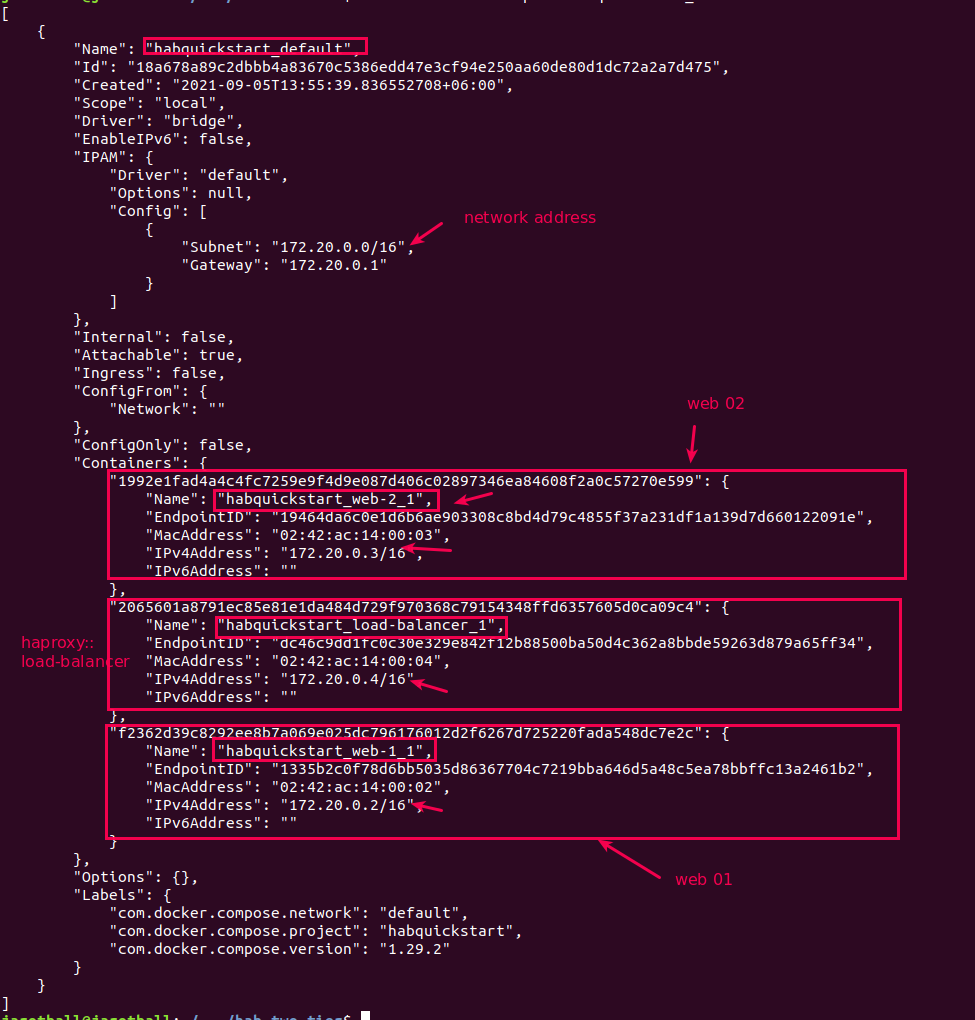 [
{
"Name": "habquickstart_default",
"Id": "18a678a89c2dbbb4a83670c5386edd47e3cf94e250aa60de80d1dc72a2a7d475",
"Created": "2021-09-05T13:55:39.836552708+06:00",
"Scope": "local",
"Driver": "bridge",
"EnableIPv6": false,
"IPAM": {
"Driver": "default",
"Options": null,
"Config": [
network address
{
"Subnet": "172.20.0.0/16",
"Gateway": "172.20.0.1"
}
]
},
"Internal": false,
"Attachable": true,
"Ingress": false,
"ConfigFrom": {
"Network": ""
web 02
},
"ConfigOnly": false,
"Containers": {
"1992e1fad4a4c4fc7259e9f4d9e087d406c02897346ea84608f2a0c57270e599": {
"Name": "habquickstart_web-2_1",
"EndpointID": "19464da6c0e1d6b6ae903308c8bd4d79c4855f37a231df1a139d7d660122091e",
"MacAddress": "02:42:ac:14:00:03",
"IPv4Address": "172.20.0.3/16",
"IPv6Address": ""
},
"2065601a8791ec85e81e1da484d729f970368c79154348ffd6357605d0ca09c4": {
"Name": "habquickstart_load-balancer_1",
haproxy::
load-balancer
"EndpointID": "dc46c9dd1fc0c30e329e842f12b88500ba50d4c362a8bbde59263d879a65ff34",
"MacAddress": "02:42:ac:14:00:04",
"IPv4Address": "172.20.0.4/16"
"IPv6Address": ""
},
"f2362d39c8292ee8b7a069e025dc796176012d2f6267d725220fada548dc7e2c": {
"Name": "habquickstart_web-1_1",
"EndpointID": "1335b2c0f78d6bb5035d86367704c7219bba646d5a48c5ea78bbffc13a2461b2",
"MacAddress": "02:42:ac:14:00:02",
"IPv4Address": "172.20.0.2/16",
"IPv6Address": ""
}
},
web 01
"Options": {},
"Labels": {
"com.docker.compose.network": "default",
"com.docker.compose.project": "habquickstart",
"com.docker.compose.version": "1.29.2"
}
}
]